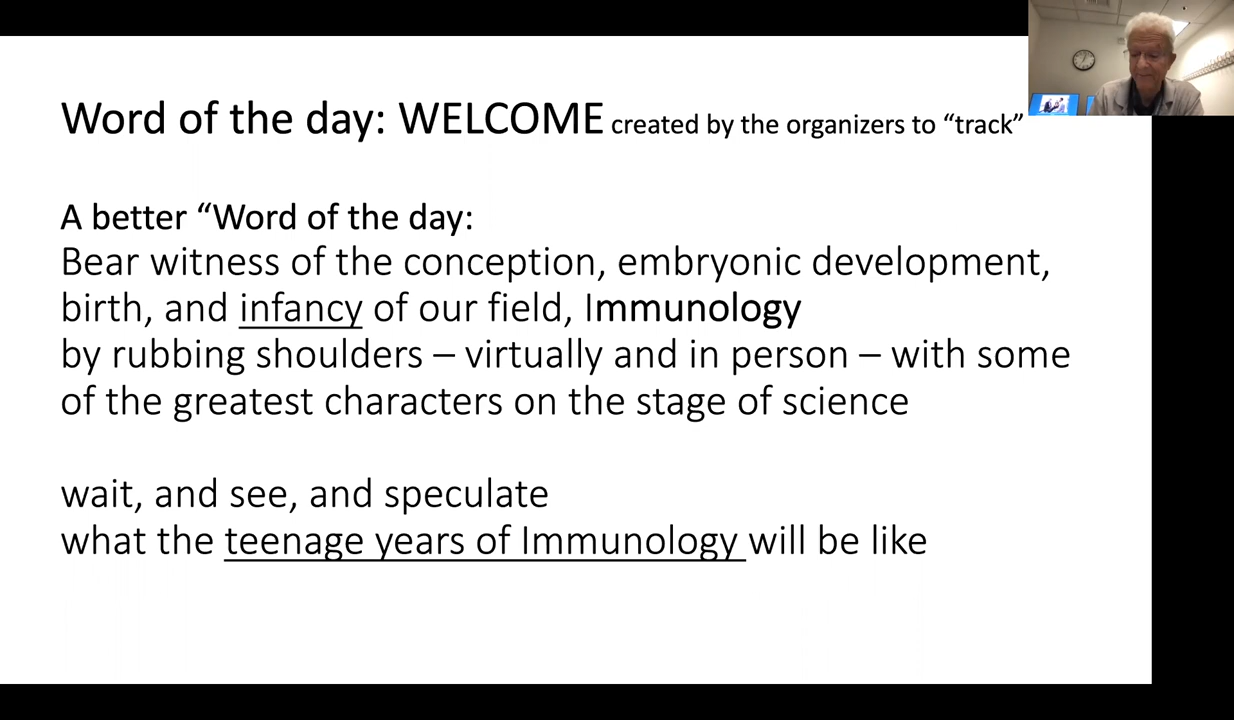 Word of the day: WELCOME created by the organizers to “track”
A better “Word of the day:
Bear witness of the conception, embryonic development,
birth, and infancy of our field, Immunology
by rubbing shoulders – virtually and in person – with some
of the greatest characters on the stage of science
wait, and see, and speculate
what the teenage years of Immunology will be like